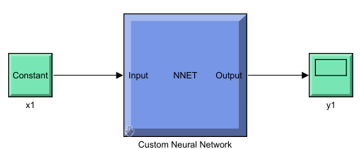 Constant
Input NNET Output
x1
y1
Custom Neural Network